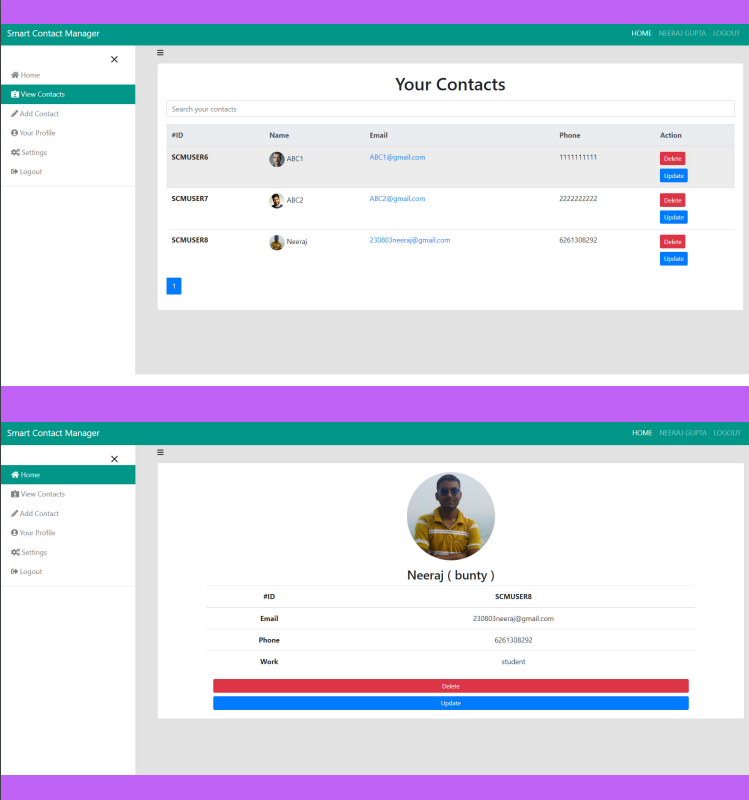 Smart Contact Manager HOME NEERAJ GUPTA LOGOUT
Home
View Contacts
Add Contact
Your Profile
Settings
Logout
Your Contacts
Search your contacts
#ID Name Email Phone Action
SCMUSER6 ABC1 ABC1@gmail.com 1111111111 Delete
Update
SCMUSER7 ABC2 ABC2@gmail.com 2222222222 Delete
Update
SCMUSER8 Neeraj 230803neeraj@gmail.com 6261308292 Delete
Update
1
Smart Contact Manager HOME NEERAJ GUPTA LOGOUT
Home
View Contacts
Add Contact
Your Profile
Settings
Logout
Neeraj ( bunty )
#ID SCMUSER8
Email 230803neeraj@gmail.com
Phone 6261308292
Work student
Delete
Update